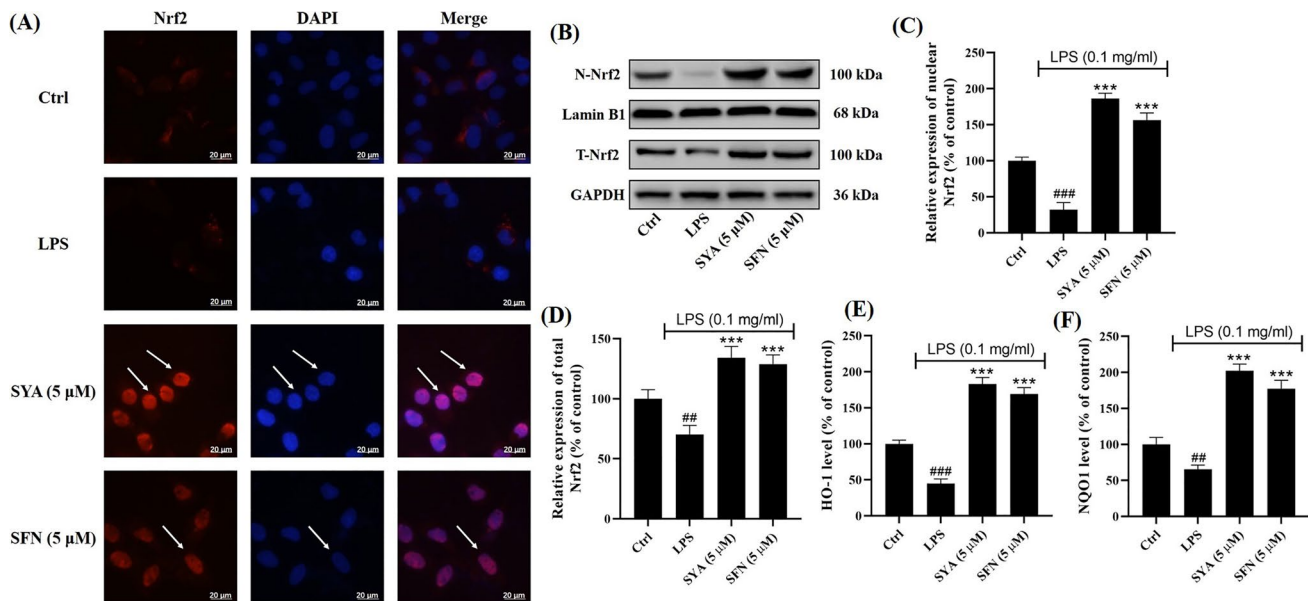 (A)
Nrf2 DAPI Merge
Ctrl
20 μm 20 μm 20 μm
LPS
20 μm 20 μm 20 μm
SYA (5 μM)
20 μm 20 μm 20 μm
SFN (5 μM)
20 μm 20 μm 20 μm
(B)
N-Nrf2 100 kDa
Lamin B1 68 kDa
T-Nrf2 100 kDa
GAPDH 36 kDa
Ctrl LPS SYA (5 μM) SFN (5 μM)
(C)
LPS (0.1 mg/ml)
Relative expression of nuclear
Nrf2 (% of control)
250
200
150
100
50
0
###
***
***
Ctrl LPS SYA (5 μM) SFN (5 μM)
(D)
LPS (0.1 mg/ml)
Relative expression of total
Nrf2 (% of control)
150
100
50
0
##
***
***
Ctrl LPS SYA (5 μM) SFN (5 μM)
(E)
LPS (0.1 mg/ml)
HO-1 level (% of control)
250
200
150
100
50
0
###
***
***
Ctrl LPS SYA (5 μM) SFN (5 μM)
(F)
LPS (0.1 mg/ml)
NQO1 level (% of control)
250
200
150
100
50
0
##
***
***
Ctrl LPS SYA (5 μM) SFN (5 μM)